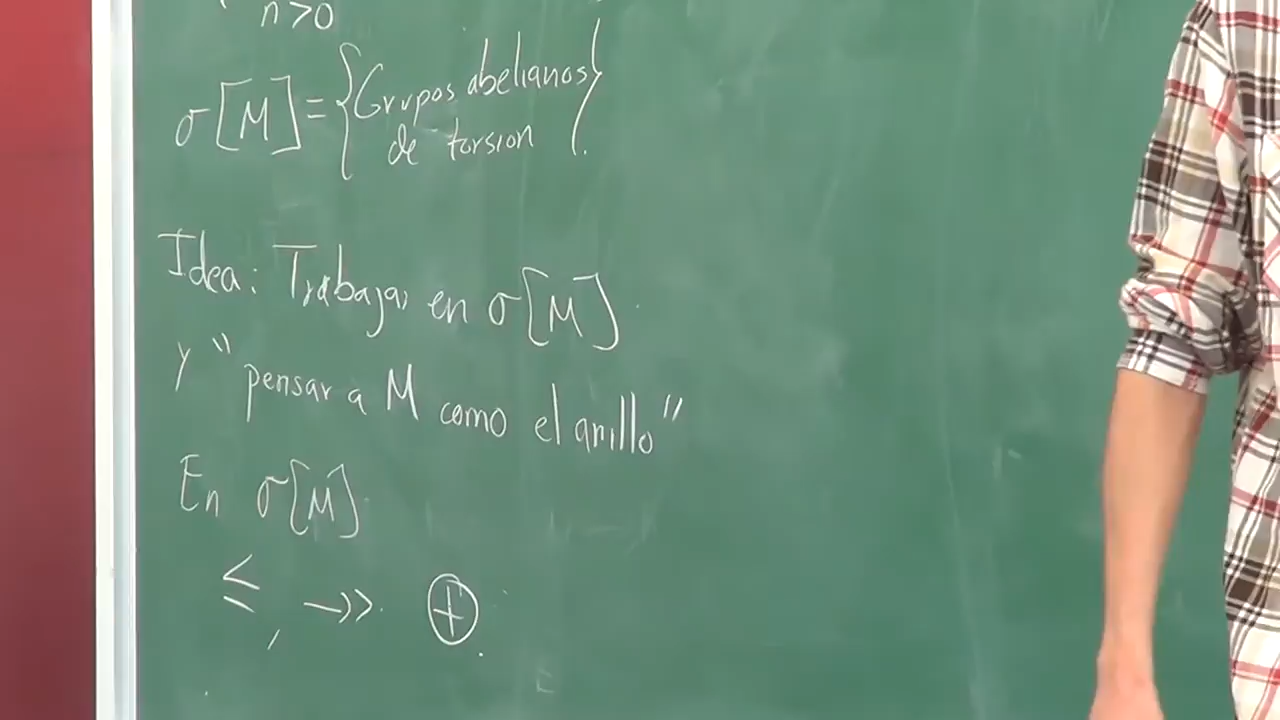 n>0
σ[M]={Grupos abelianos
de torsion}
Idea: Trabajar en σ[M]
y "pensar a M como el anillo"
En σ[M]
≤, ↠ ⊕